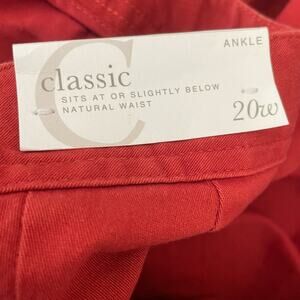 ANKLE
C
classic
SITS AT OR SLIGHTLY BELOW
NATURAL WAIST
20w